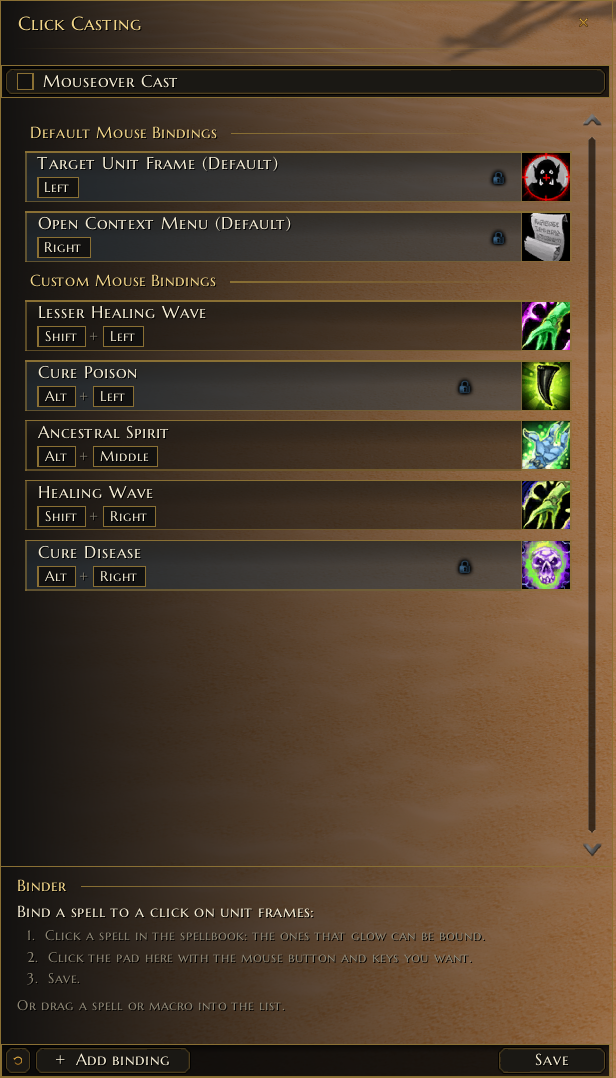 Click Casting
Mouseover Cast
Default Mouse Bindings
Target Unit Frame (Default)
Left
Open Context Menu (Default)
Right
Custom Mouse Bindings
Lesser Healing Wave
Shift + Left
Cure Poison
Alt + Left
Ancestral Spirit
Alt + Middle
Healing Wave
Shift + Right
Cure Disease
Alt + Right
Binder
Bind a spell to a click on unit frames:
1. Click a spell in the spellbook: the ones that glow can be bound.
2. Click the pad here with the mouse button and keys you want.
3. Save.
Or drag a spell or macro into the list.
+ Add binding
Save